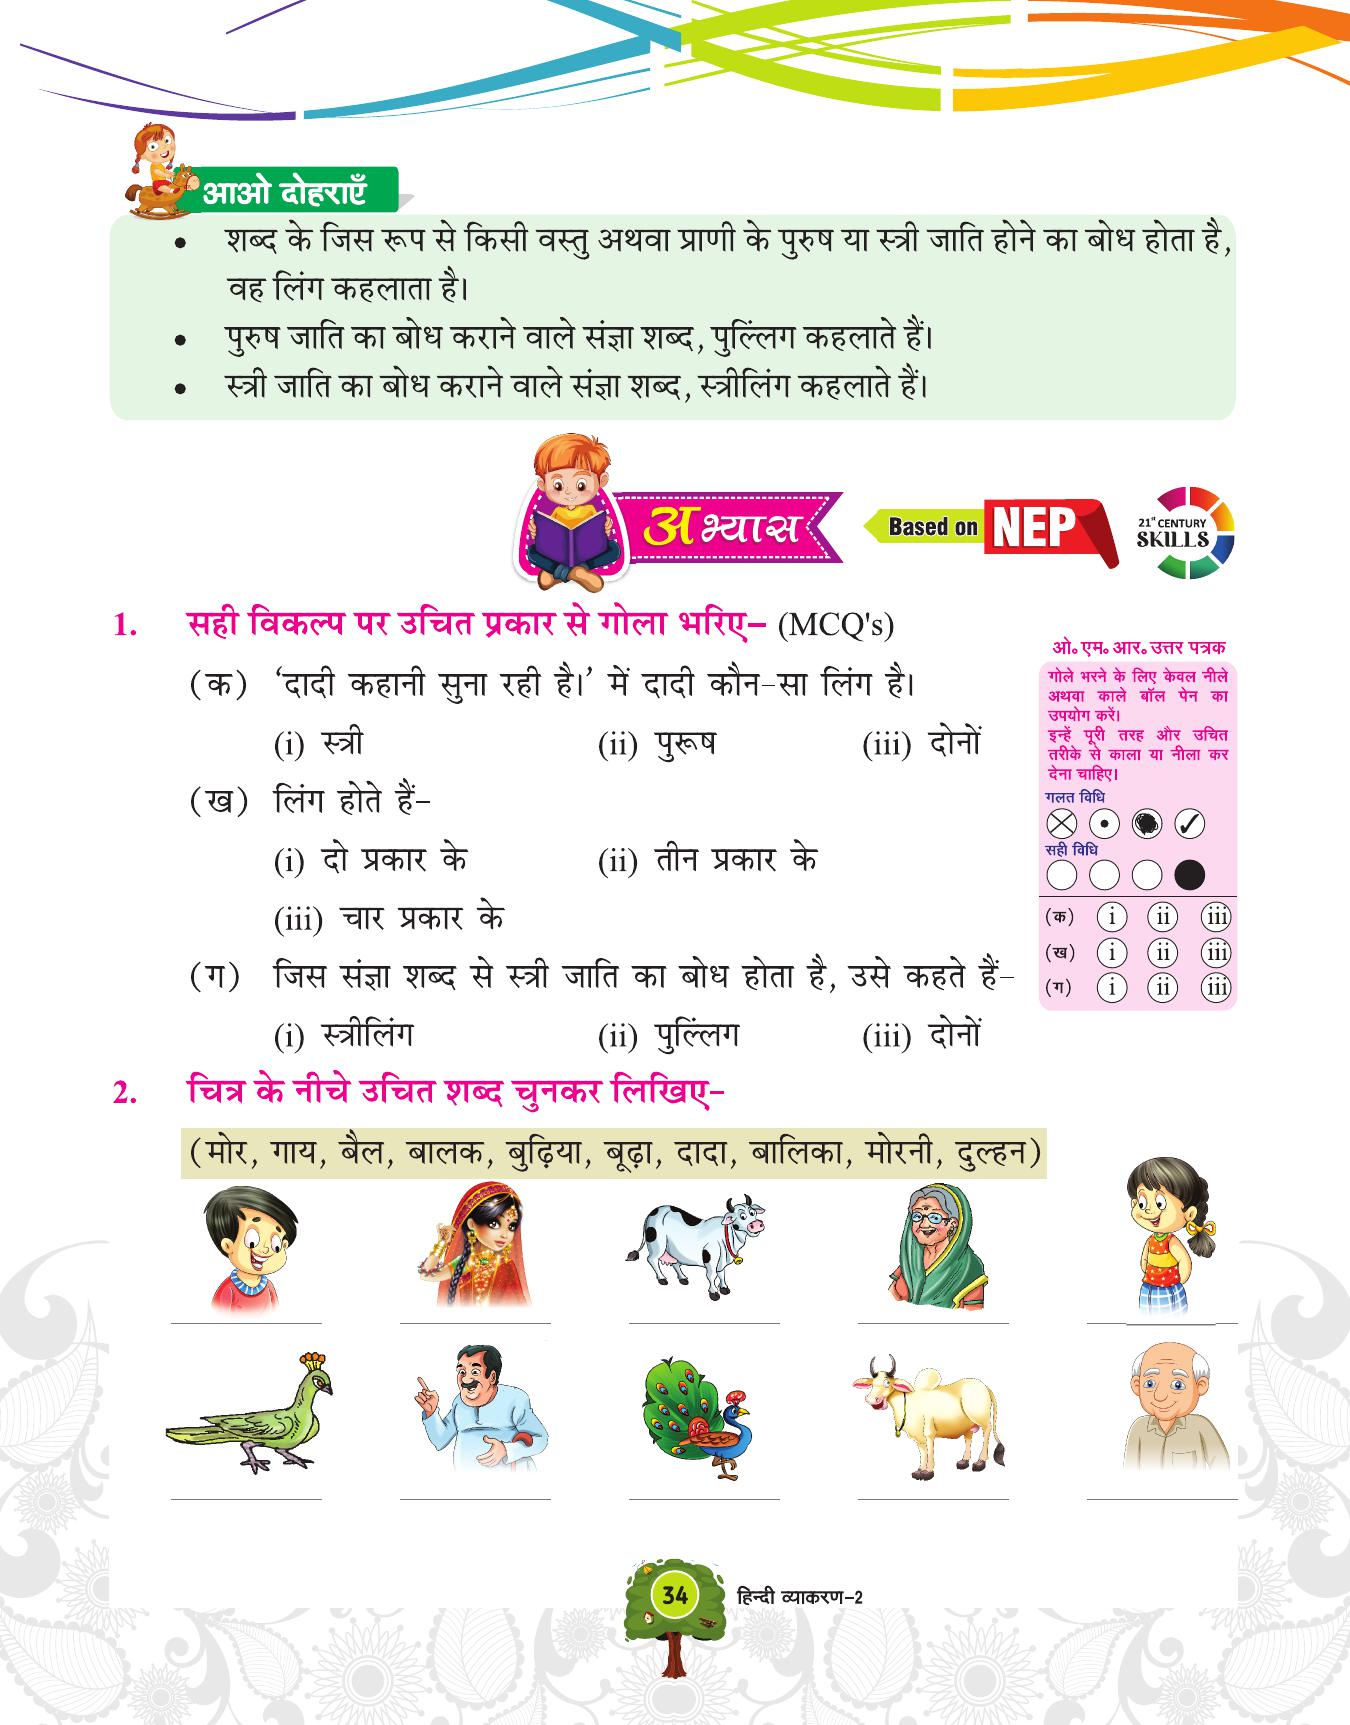 आओ दोहराएँ
• शब्द के जिस रूप से किसी वस्तु अथवा प्राणी के पुरुष या स्त्री जाति होने का बोध होता है,
वह लिंग कहलाता है।
• पुरुष जाति का बोध कराने वाले संज्ञा शब्द, पुल्लिंग कहलाते हैं।
• स्त्री जाति का बोध कराने वाले संज्ञा शब्द, स्त्रीलिंग कहलाते हैं।
अभ्यास
Based on NEP
21st CENTURY
SKILLS
1. सही विकल्प पर उचित प्रकार से गोला भरिए– (MCQ's)
(क) ‘दादी कहानी सुना रही है।’ में दादी कौन–सा लिंग है।
(i) स्त्री (ii) पुरूष (iii) दोनों
(ख) लिंग होते हैं–
(i) दो प्रकार के (ii) तीन प्रकार के
(iii) चार प्रकार के
(ग) जिस संज्ञा शब्द से स्त्री जाति का बोध होता है, उसे कहते हैं–
(i) स्त्रीलिंग (ii) पुल्लिंग (iii) दोनों
ओ॰ एम॰ आर॰ उत्तर पत्रक
गोले भरने के लिए केवल नीले
अथवा काले बॉल पेन का
उपयोग करें।
इन्हें पूरी तरह और उचित
तरीके से काला या नीला कर
देना चाहिए।
गलत विधि
सही विधि
(क) i ii iii
(ख) i ii iii
(ग) i ii iii
2. चित्र के नीचे उचित शब्द चुनकर लिखिए–
(मोर, गाय, बैल, बालक, बुढ़िया, बूढ़ा, दादा, बालिका, मोरनी, दुल्हन)
34 हिन्दी व्याकरण–2